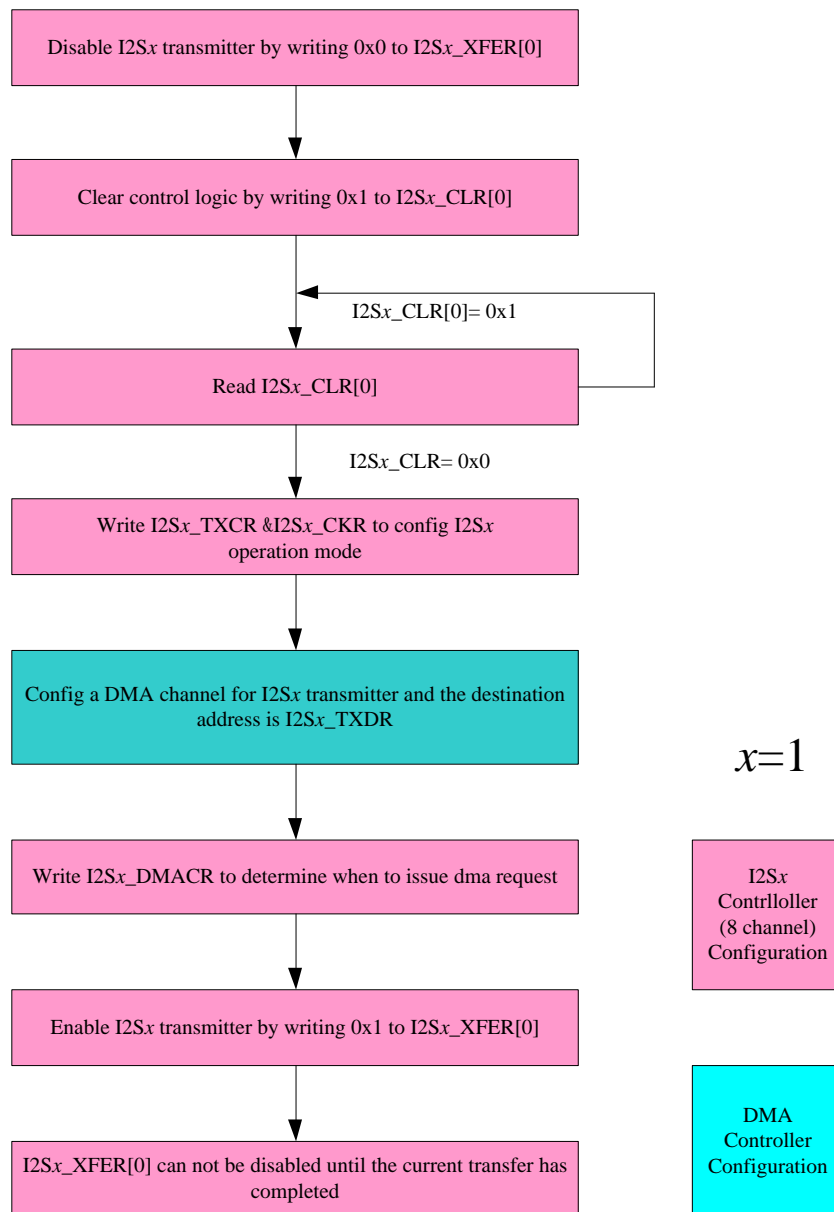 Disable I2Sx transmitter by writing 0x0 to I2Sx_XFER[0]
Clear control logic by writing 0x1 to I2Sx_CLR[0]
I2Sx_CLR[0]= 0x1
Read I2Sx_CLR[0]
I2Sx_CLR= 0x0
Write I2Sx_TXCR &I2Sx_CKR to config I2Sx
operation mode
Config a DMA channel for I2Sx transmitter and the destination
address is I2Sx_TXDR
x=1
Write I2Sx_DMACR to determine when to issue dma request
I2Sx
Contrlloller
(8 channel)
Configuration
Enable I2Sx transmitter by writing 0x1 to I2Sx_XFER[0]
I2Sx_XFER[0] can not be disabled until the current transfer has
completed
DMA
Controller
Configuration